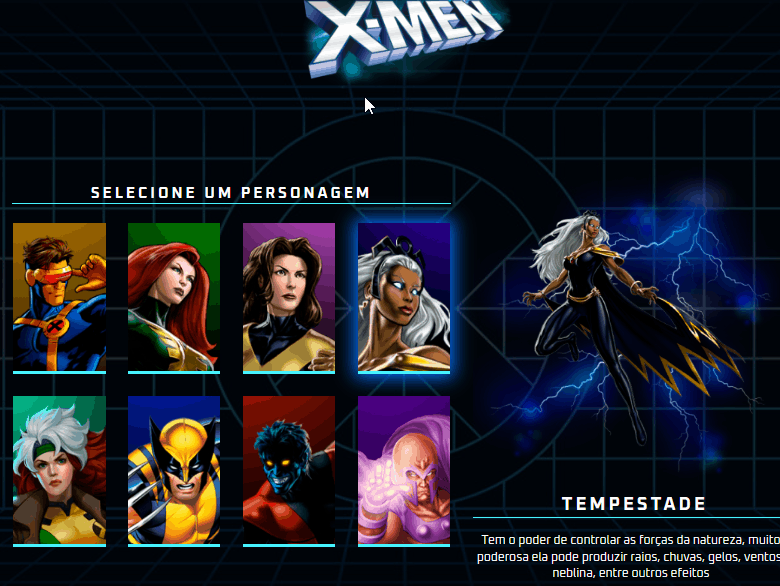 X-MEN
SELECIONE UM PERSONAGEM
TEMPESTADE
Tem o poder de controlar as forças da natureza, muito
poderosa ela pode produzir raios, chuvas, gelos, ventos
neblina, entre outros efeitos